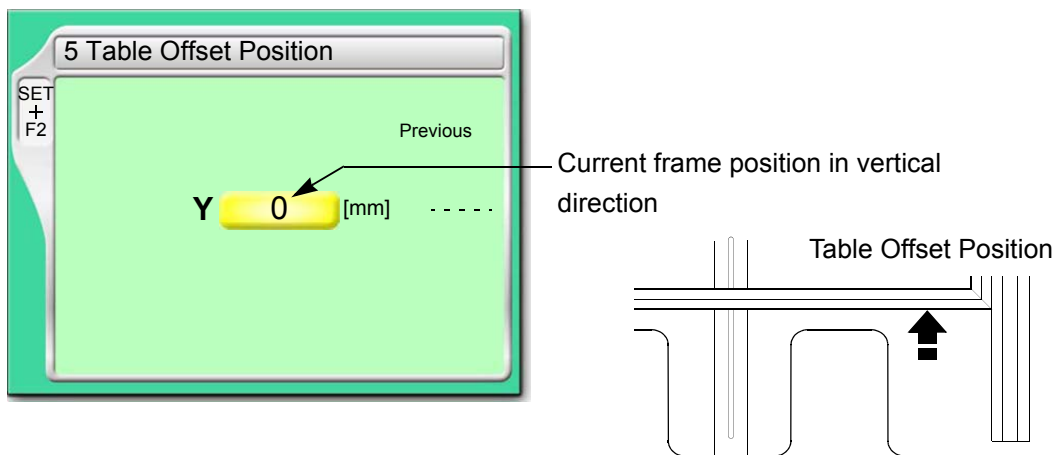 5 Table Offset Position
SET
+
F2
Previous
Y 0 [mm] - - - - -
Current frame position in vertical
direction
Table Offset Position